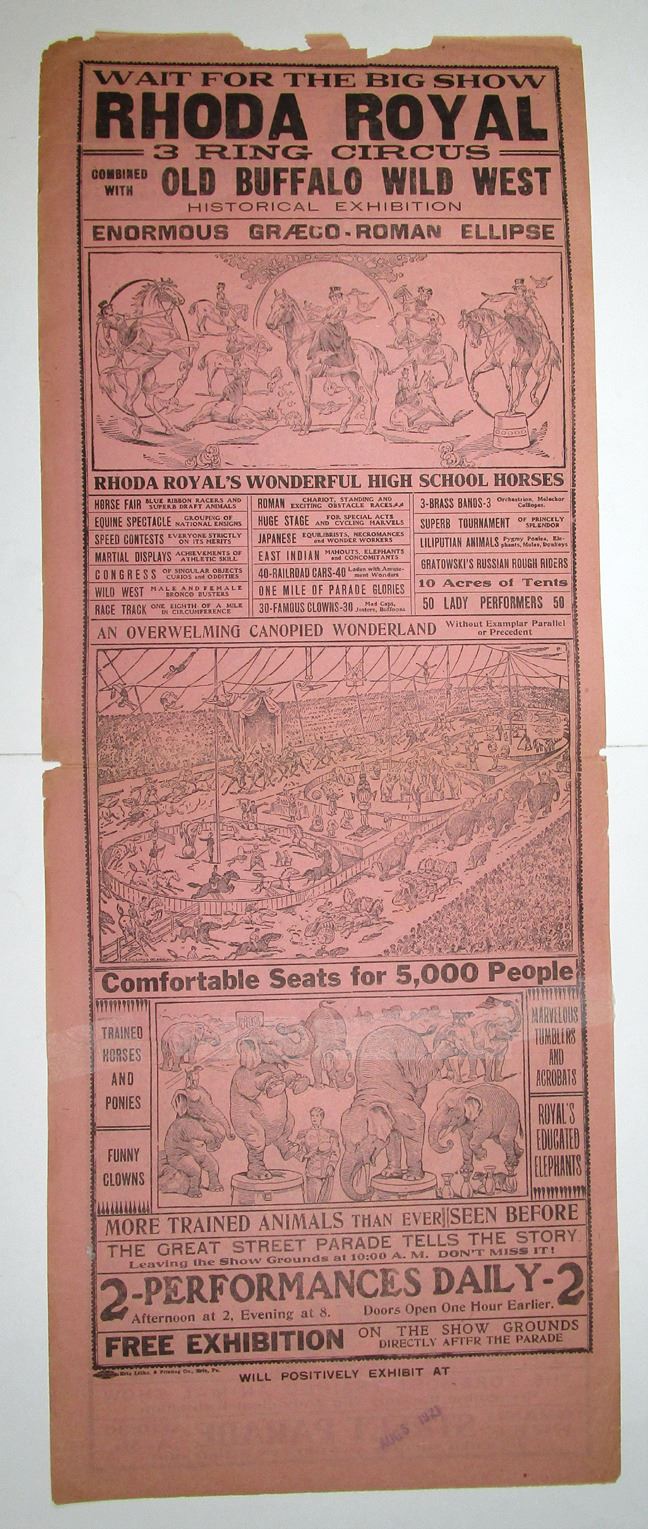 WAIT FOR THE BIG SHOW
RHODA ROYAL
3 RING CIRCUS
COMBINED WITH OLD BUFFALO WILD WEST
HISTORICAL EXHIBITION
ENORMOUS GRÆCO-ROMAN ELLIPSE
RHODA ROYAL'S WONDERFUL HIGH SCHOOL HORSES
HORSE FAIR BLUE RIBBON RACERS AND SUPERB DRAFT ANIMALS
EQUINE SPECTACLE GROUPING OF NATIONAL ENSIGNS
SPEED CONTESTS EVERYONE STRICTLY ON ITS MERITS
MARTIAL DISPLAYS ACHIEVEMENTS OF ATHLETIC SKILL
CONGRESS OF SINGULAR OBJECTS CURIOS and ODDITIES
WILD WEST MALE AND FEMALE BRONCO BUSTERS
RACE TRACK ONE EIGHTH OF A MILE IN CIRCUMFERENCE
ROMAN CHARIOT, STANDING AND EXCITING OBSTACLE RACES
HUGE STAGE FOR SPECIAL ACTS AND CYCLING MARVELS
JAPANESE EQUILIBRISTS, NECROMANCERS and WONDER WORKERS
EAST INDIAN MAHOUTS, ELEPHANTS and CONCOMITANTS
40-RAILROAD CARS-40 Laden with Amusement Wonders
ONE MILE OF PARADE GLORIES
30-FAMOUS CLOWNS-30 Mad Caps, Jesters, Buffoons
3-BRASS BANDS-3 Orchestrion, Melochor Calliopes.
SUPERB TOURNAMENT OF PRINCELY SPLENDOR
LILIPUTIAN ANIMALS Pygmy Ponies, Elephants, Mules, Donkeys
GRATOWSKI'S RUSSIAN ROUGH RIDERS
10 Acres of Tents
50 LADY PERFORMERS 50
AN OVERWELMING CANOPIED WONDERLAND Without Examplar Parallel or Precedent
Comfortable Seats for 5,000 People
TRAINED
HORSES
AND
PONIES
FUNNY
CLOWNS
MARVELOUS
TUMBLERS
AND
ACROBATS
ROYAL'S
EDUCATED
ELEPHANTS
MORE TRAINED ANIMALS THAN EVER SEEN BEFORE
THE GREAT STREET PARADE TELLS THE STORY
Leaving the Show Grounds at 10:00 A. M. DON'T MISS IT!
2-PERFORMANCES DAILY-2
Afternoon at 2, Evening at 8. Doors Open One Hour Earlier.
FREE EXHIBITION ON THE SHOW GROUNDS DIRECTLY AFTER THE PARADE
Erie Litho. & Printing Co., Erie, Pa.
WILL POSITIVELY EXHIBIT AT
1921